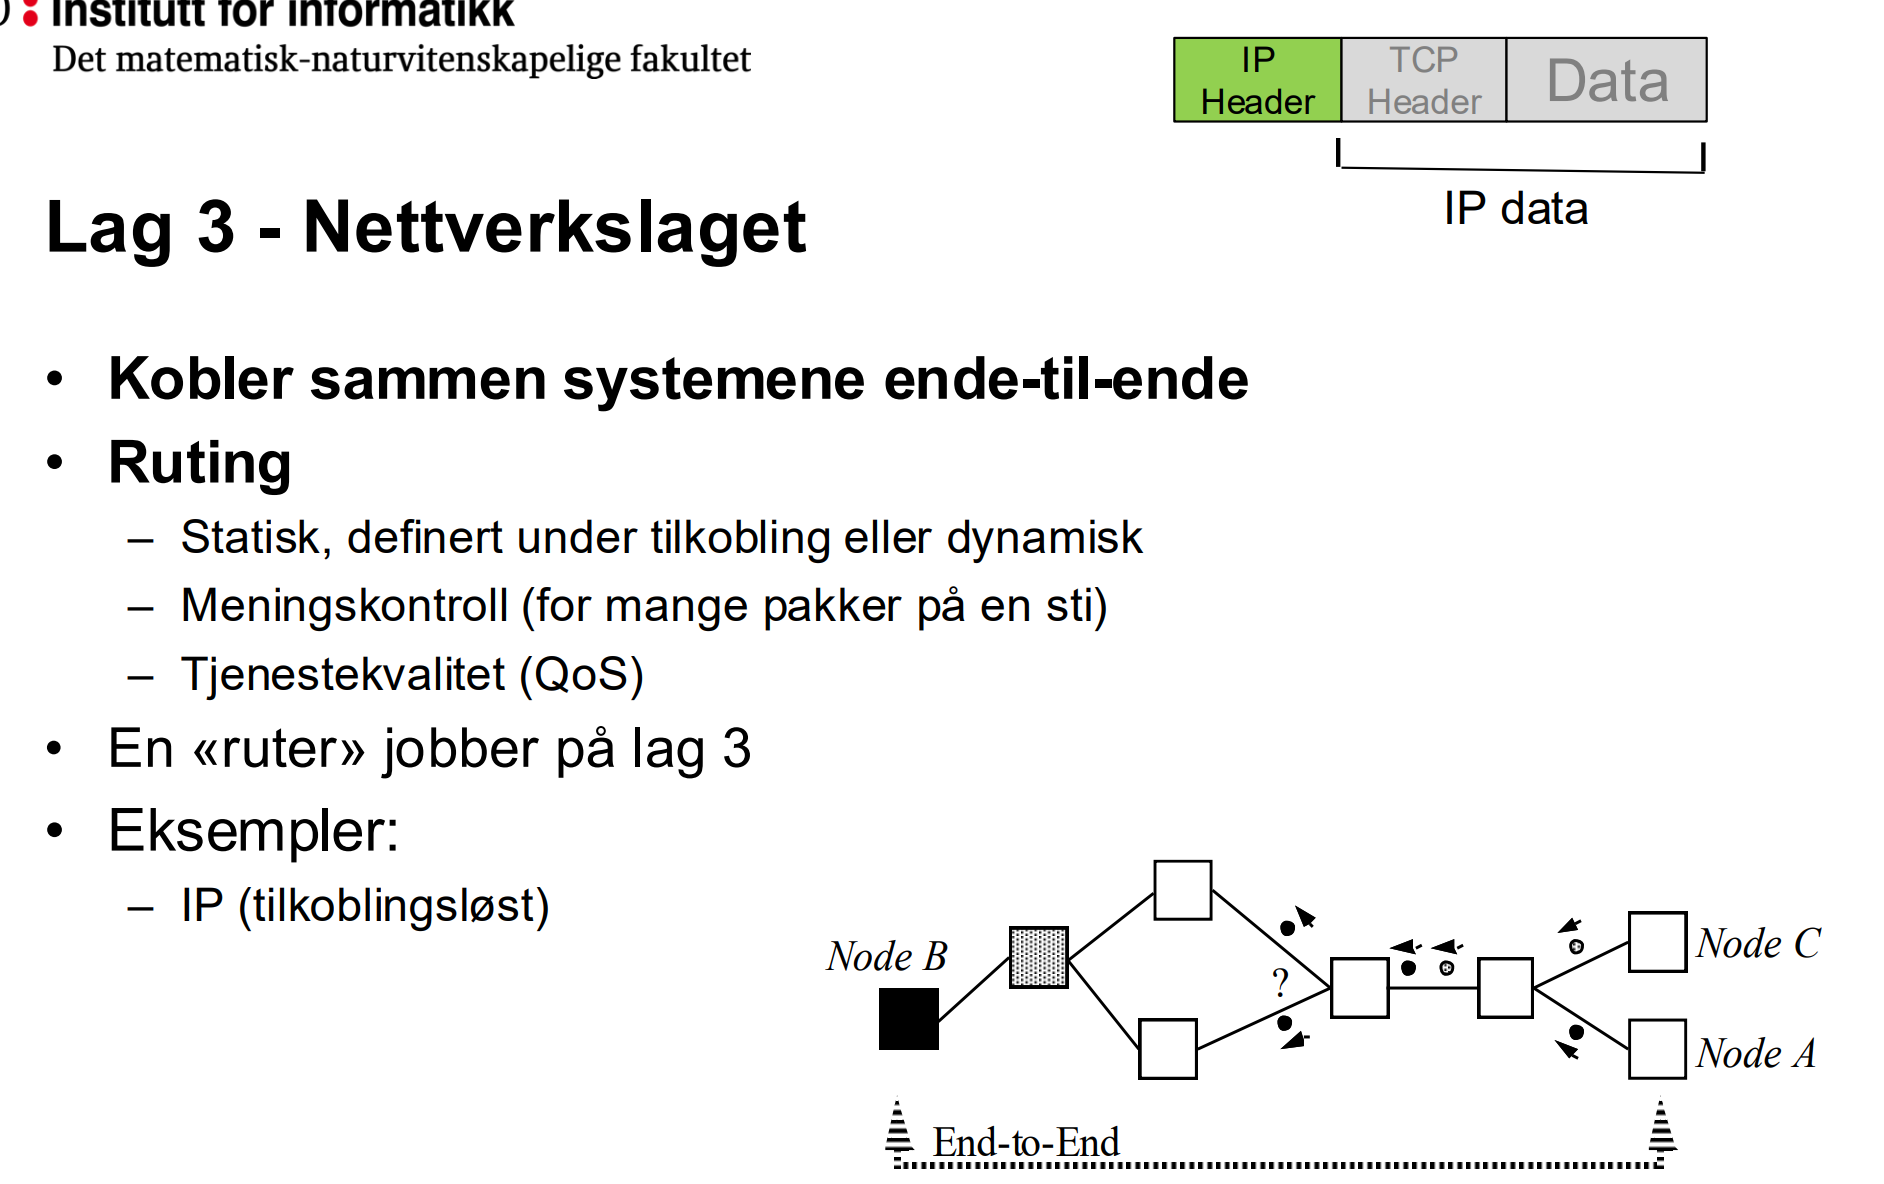 Institutt for informatikk
Det matematisk-naturvitenskapelige fakultet
IP
Header
TCP
Header
Data
IP data
Lag 3 - Nettverkslaget
• Kobler sammen systemene ende-til-ende
• Ruting
– Statisk, definert under tilkobling eller dynamisk
– Meningskontroll (for mange pakker på en sti)
– Tjenestekvalitet (QoS)
• En «ruter» jobber på lag 3
• Eksempler:
– IP (tilkoblingsløst)
Node B
?
Node C
Node A
End-to-End